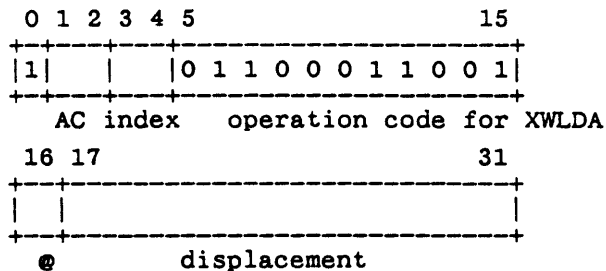 0 1 2 3 4 5 15
+-+---+---+---------------------+
|1|   |   |0 1 1 0 0 0 1 1 0 0 1|
+-+---+---+---------------------+
AC index operation code for XWLDA
16 17 31
+--+----------------------------+
|  |                            |
+--+----------------------------+
@ displacement